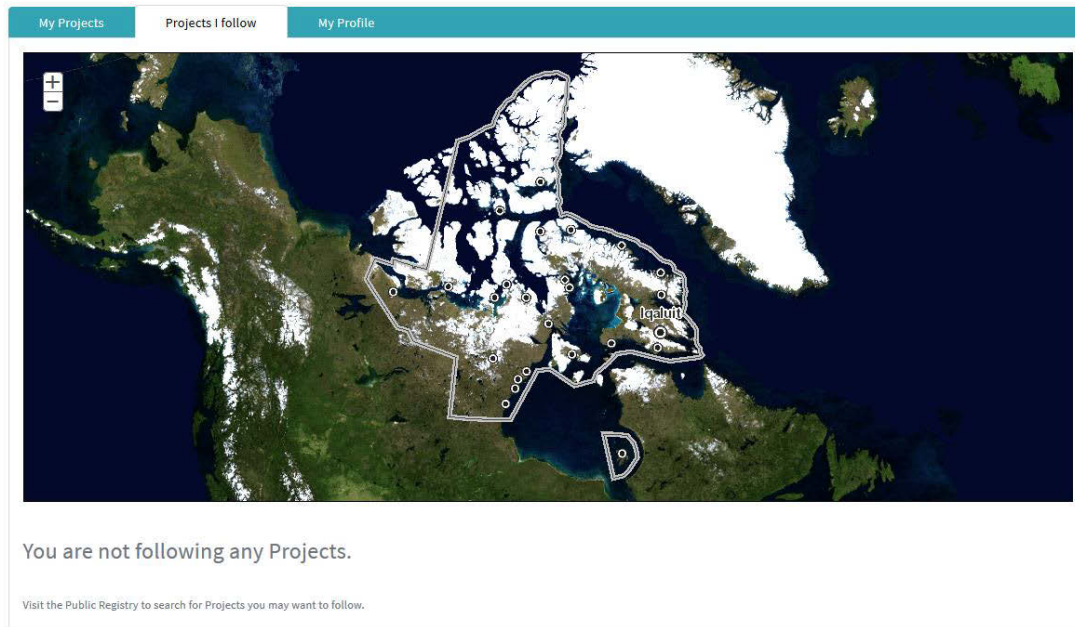 My Projects
Projects I follow
My Profile
+
−
Iqaluit
You are not following any Projects.
Visit the Public Registry to search for Projects you may want to follow.